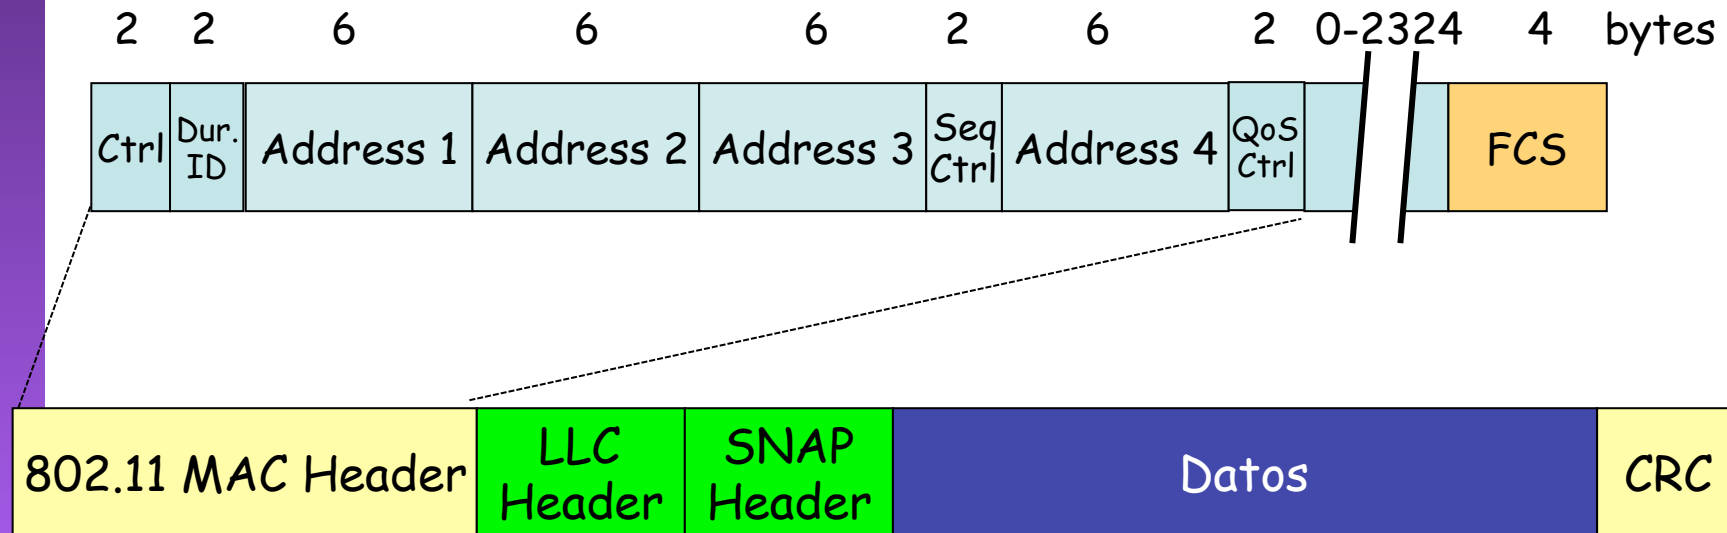 2 2 6 6 6 2 6 2 0-2324 4 bytes
Ctrl
Dur.
ID
Address 1
Address 2
Address 3
Seq
Ctrl
Address 4
QoS
Ctrl
FCS
802.11 MAC Header
LLC
Header
SNAP
Header
Datos
CRC